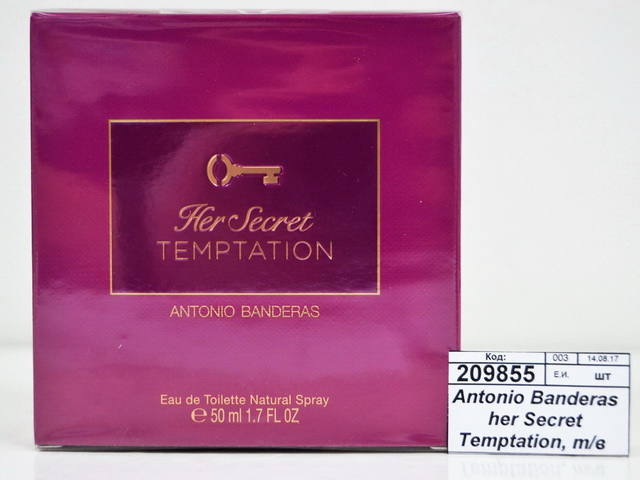 Her Secret
TEMPTATION
ANTONIO BANDERAS
Eau de Toilette Natural Spray
℮ 50 ml 1.7 FL OZ
Код: 003 14.08.17
209855 Е.И. шт
Antonio Banderas
her Secret
Temptation, т/в